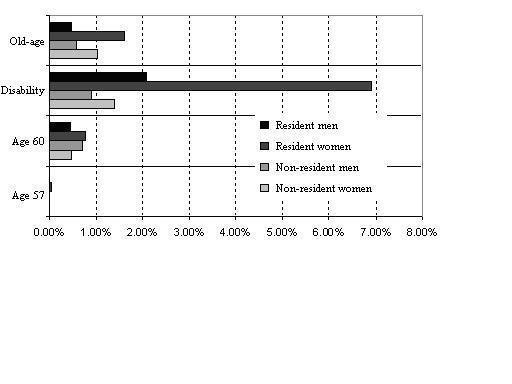 Old-age
Disability
Age 60
Age 57
Resident men
Resident women
Non-resident men
Non-resident women
0.00% 1.00% 2.00% 3.00% 4.00% 5.00% 6.00% 7.00% 8.00%